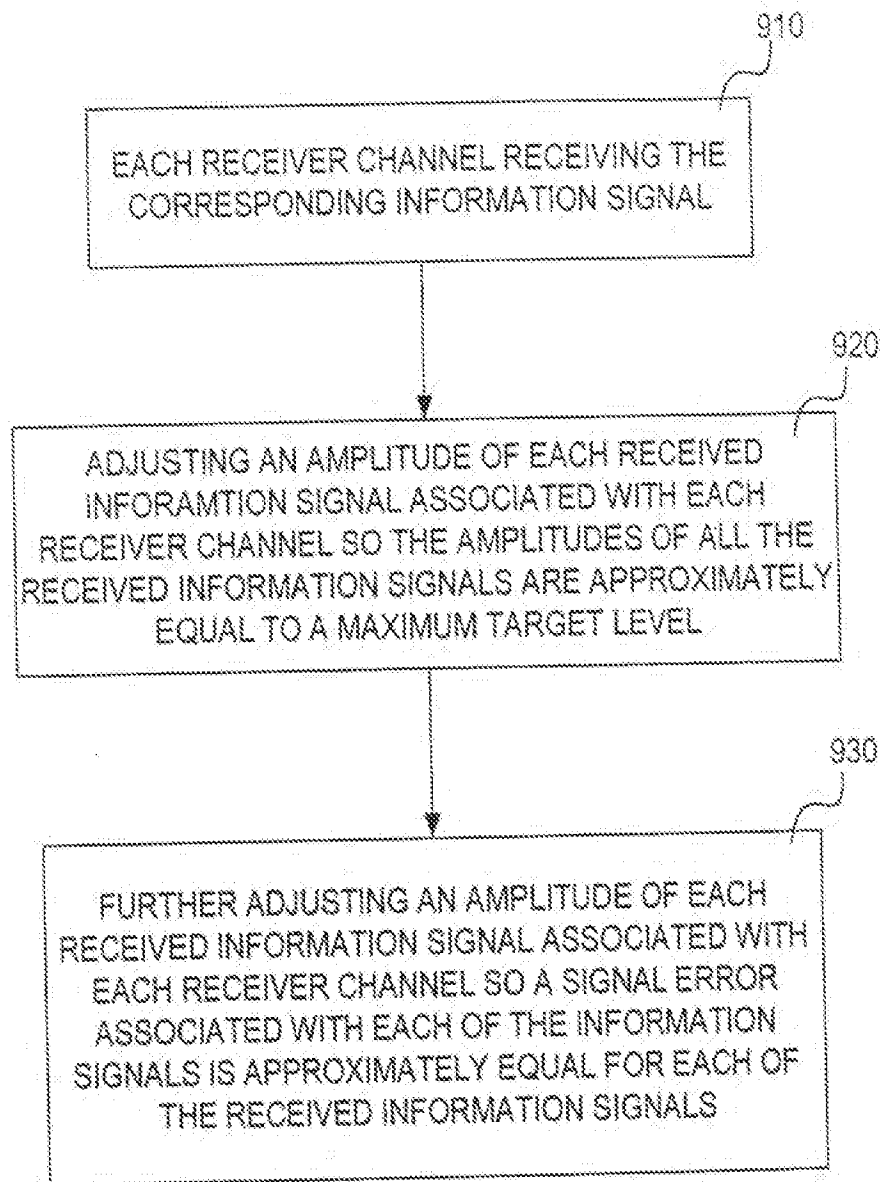 910
EACH RECEIVER CHANNEL RECEIVING THE
CORRESPONDING INFORMATION SIGNAL
920
ADJUSTING AN AMPLITUDE OF EACH RECEIVED
INFORAMTION SIGNAL ASSOCIATED WITH EACH
RECEIVER CHANNEL SO THE AMPLITUDES OF ALL THE
RECEIVED INFORMATION SIGNALS ARE APPROXIMATELY
EQUAL TO A MAXIMUM TARGET LEVEL
930
FURTHER ADJUSTING AN AMPLITUDE OF EACH
RECEIVED INFORMATION SIGNAL ASSOCIATED WITH
EACH RECEIVER CHANNEL SO A SIGNAL ERROR
ASSOCIATED WITH EACH OF THE INFORMATION
SIGNALS IS APPROXIMATELY EQUAL FOR EACH OF
THE RECEIVED INFORMATION SIGNALS